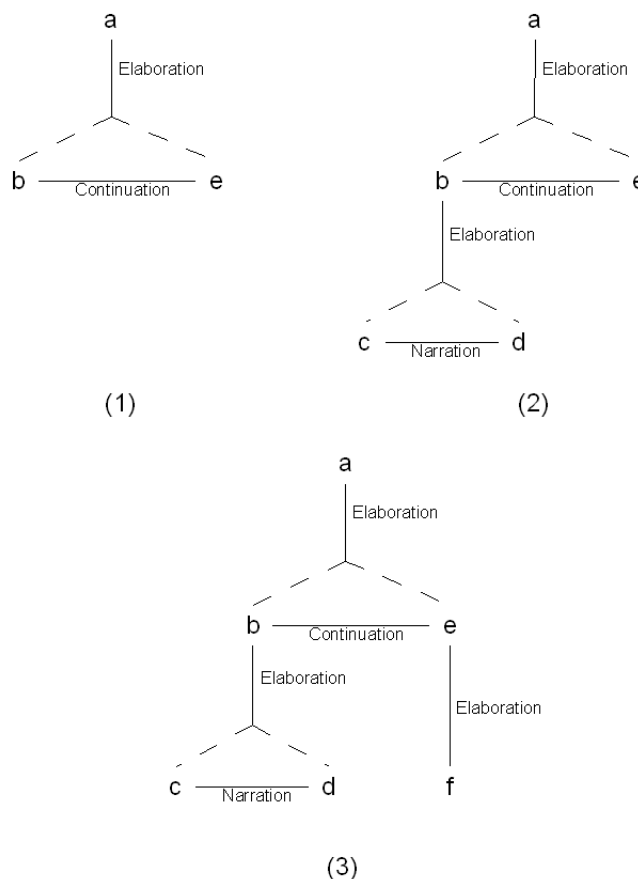 a
Elaboration
b
e
Continuation
(1)
a
Elaboration
b
e
Continuation
Elaboration
c
d
Narration
(2)
a
Elaboration
b
e
Continuation
Elaboration
Elaboration
c
d
f
Narration
(3)